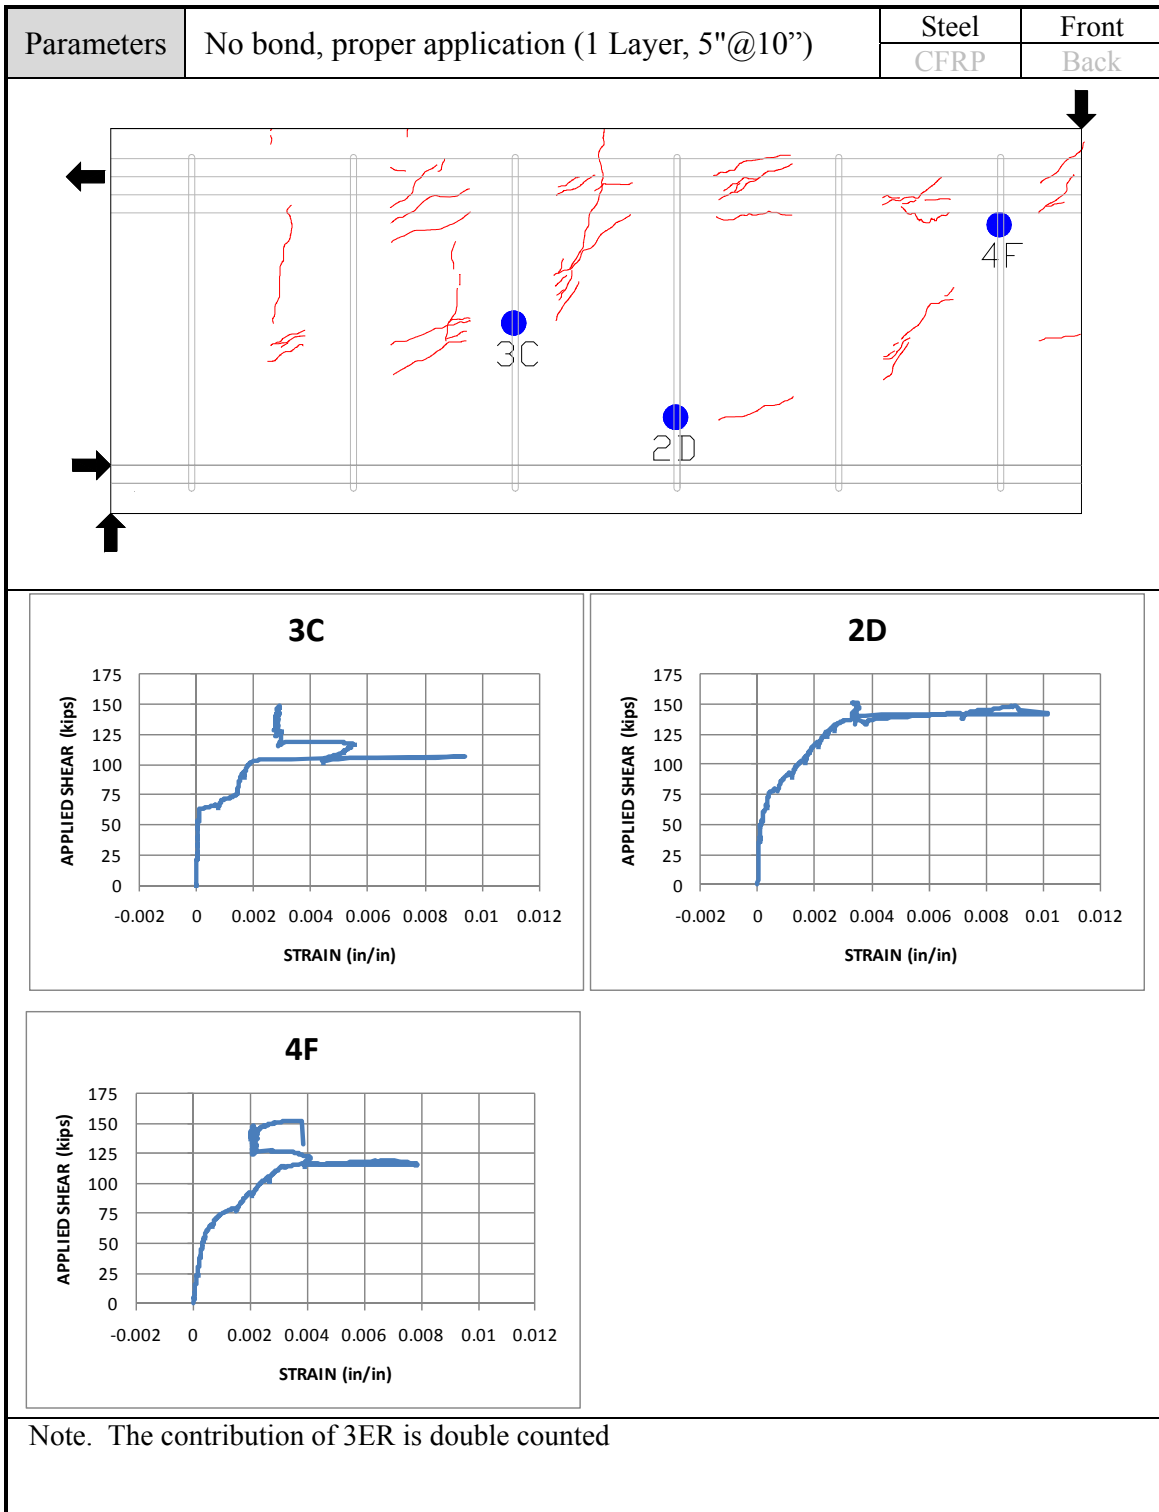 Parameters
No bond, proper application (1 Layer, 5"@10”)
Steel
Front
CFRP
Back
4F
3C
2D
3C
175
150
125
100
75
50
25
0
APPLIED SHEAR (kips)
-0.002 0 0.002 0.004 0.006 0.008 0.01 0.012
STRAIN (in/in)
2D
175
150
125
100
75
50
25
0
APPLIED SHEAR (kips)
-0.002 0 0.002 0.004 0.006 0.008 0.01 0.012
STRAIN (in/in)
4F
175
150
125
100
75
50
25
0
APPLIED SHEAR (kips)
-0.002 0 0.002 0.004 0.006 0.008 0.01 0.012
STRAIN (in/in)
Note. The contribution of 3ER is double counted